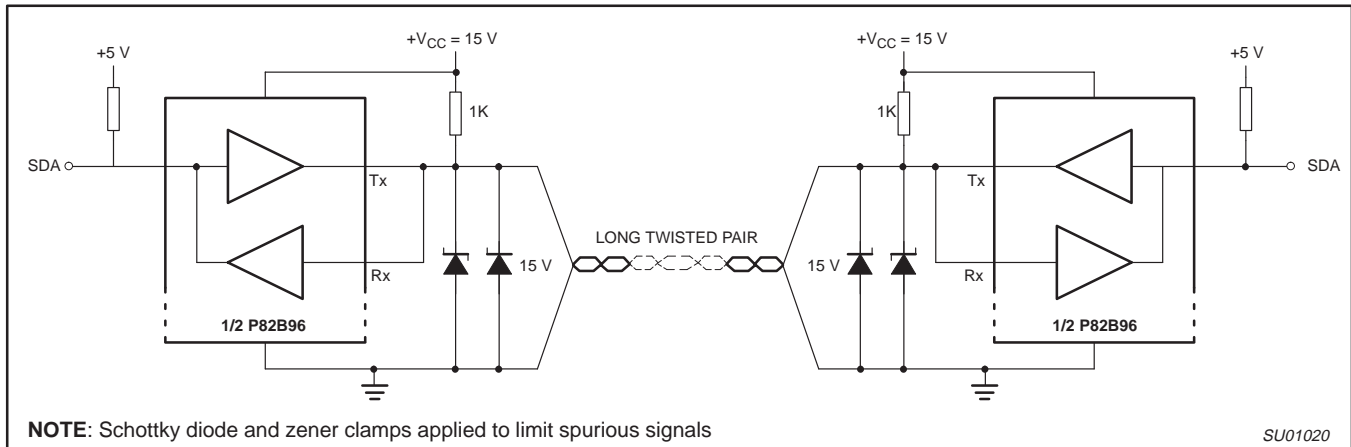 +5 V
+VCC = 15 V
+VCC = 15 V
+5 V
1K
1K
SDA
Tx
Tx
SDA
LONG TWISTED PAIR
Rx
15 V
15 V
Rx
1/2 P82B96
1/2 P82B96
NOTE: Schottky diode and zener clamps applied to limit spurious signals
SU01020